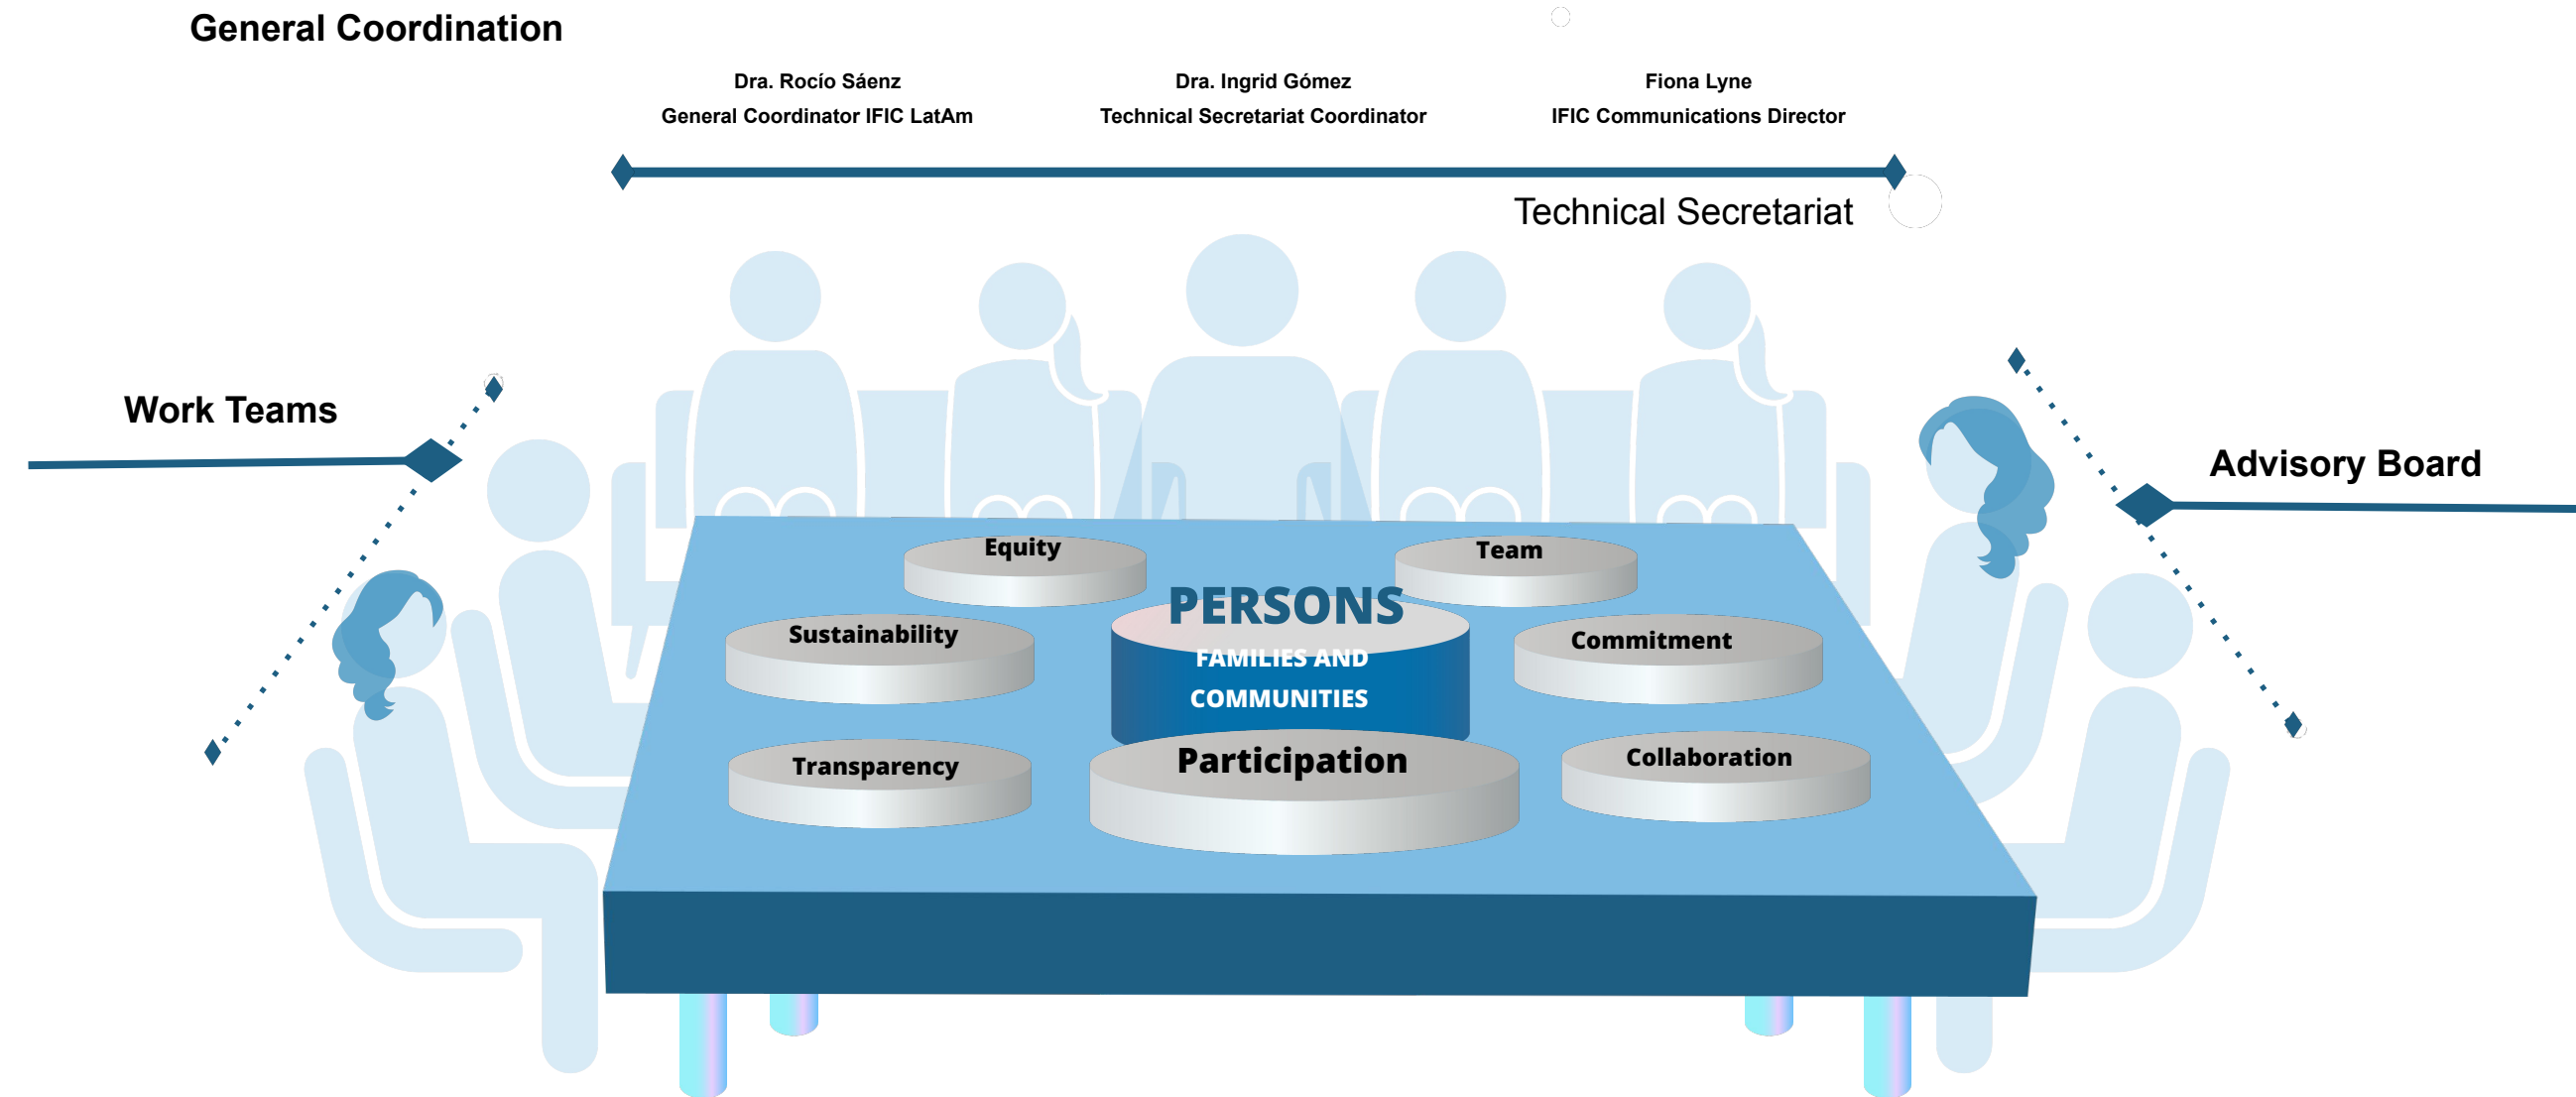 General Coordination
Dra. Rocío Sáenz
General Coordinator IFIC LatAm
Dra. Ingrid Gómez
Technical Secretariat Coordinator
Fiona Lyne
IFIC Communications Director
Technical Secretariat
Work Teams
Advisory Board
Equity
Team
PERSONS
FAMILIES AND
COMMUNITIES
Sustainability
Commitment
Transparency
Participation
Collaboration